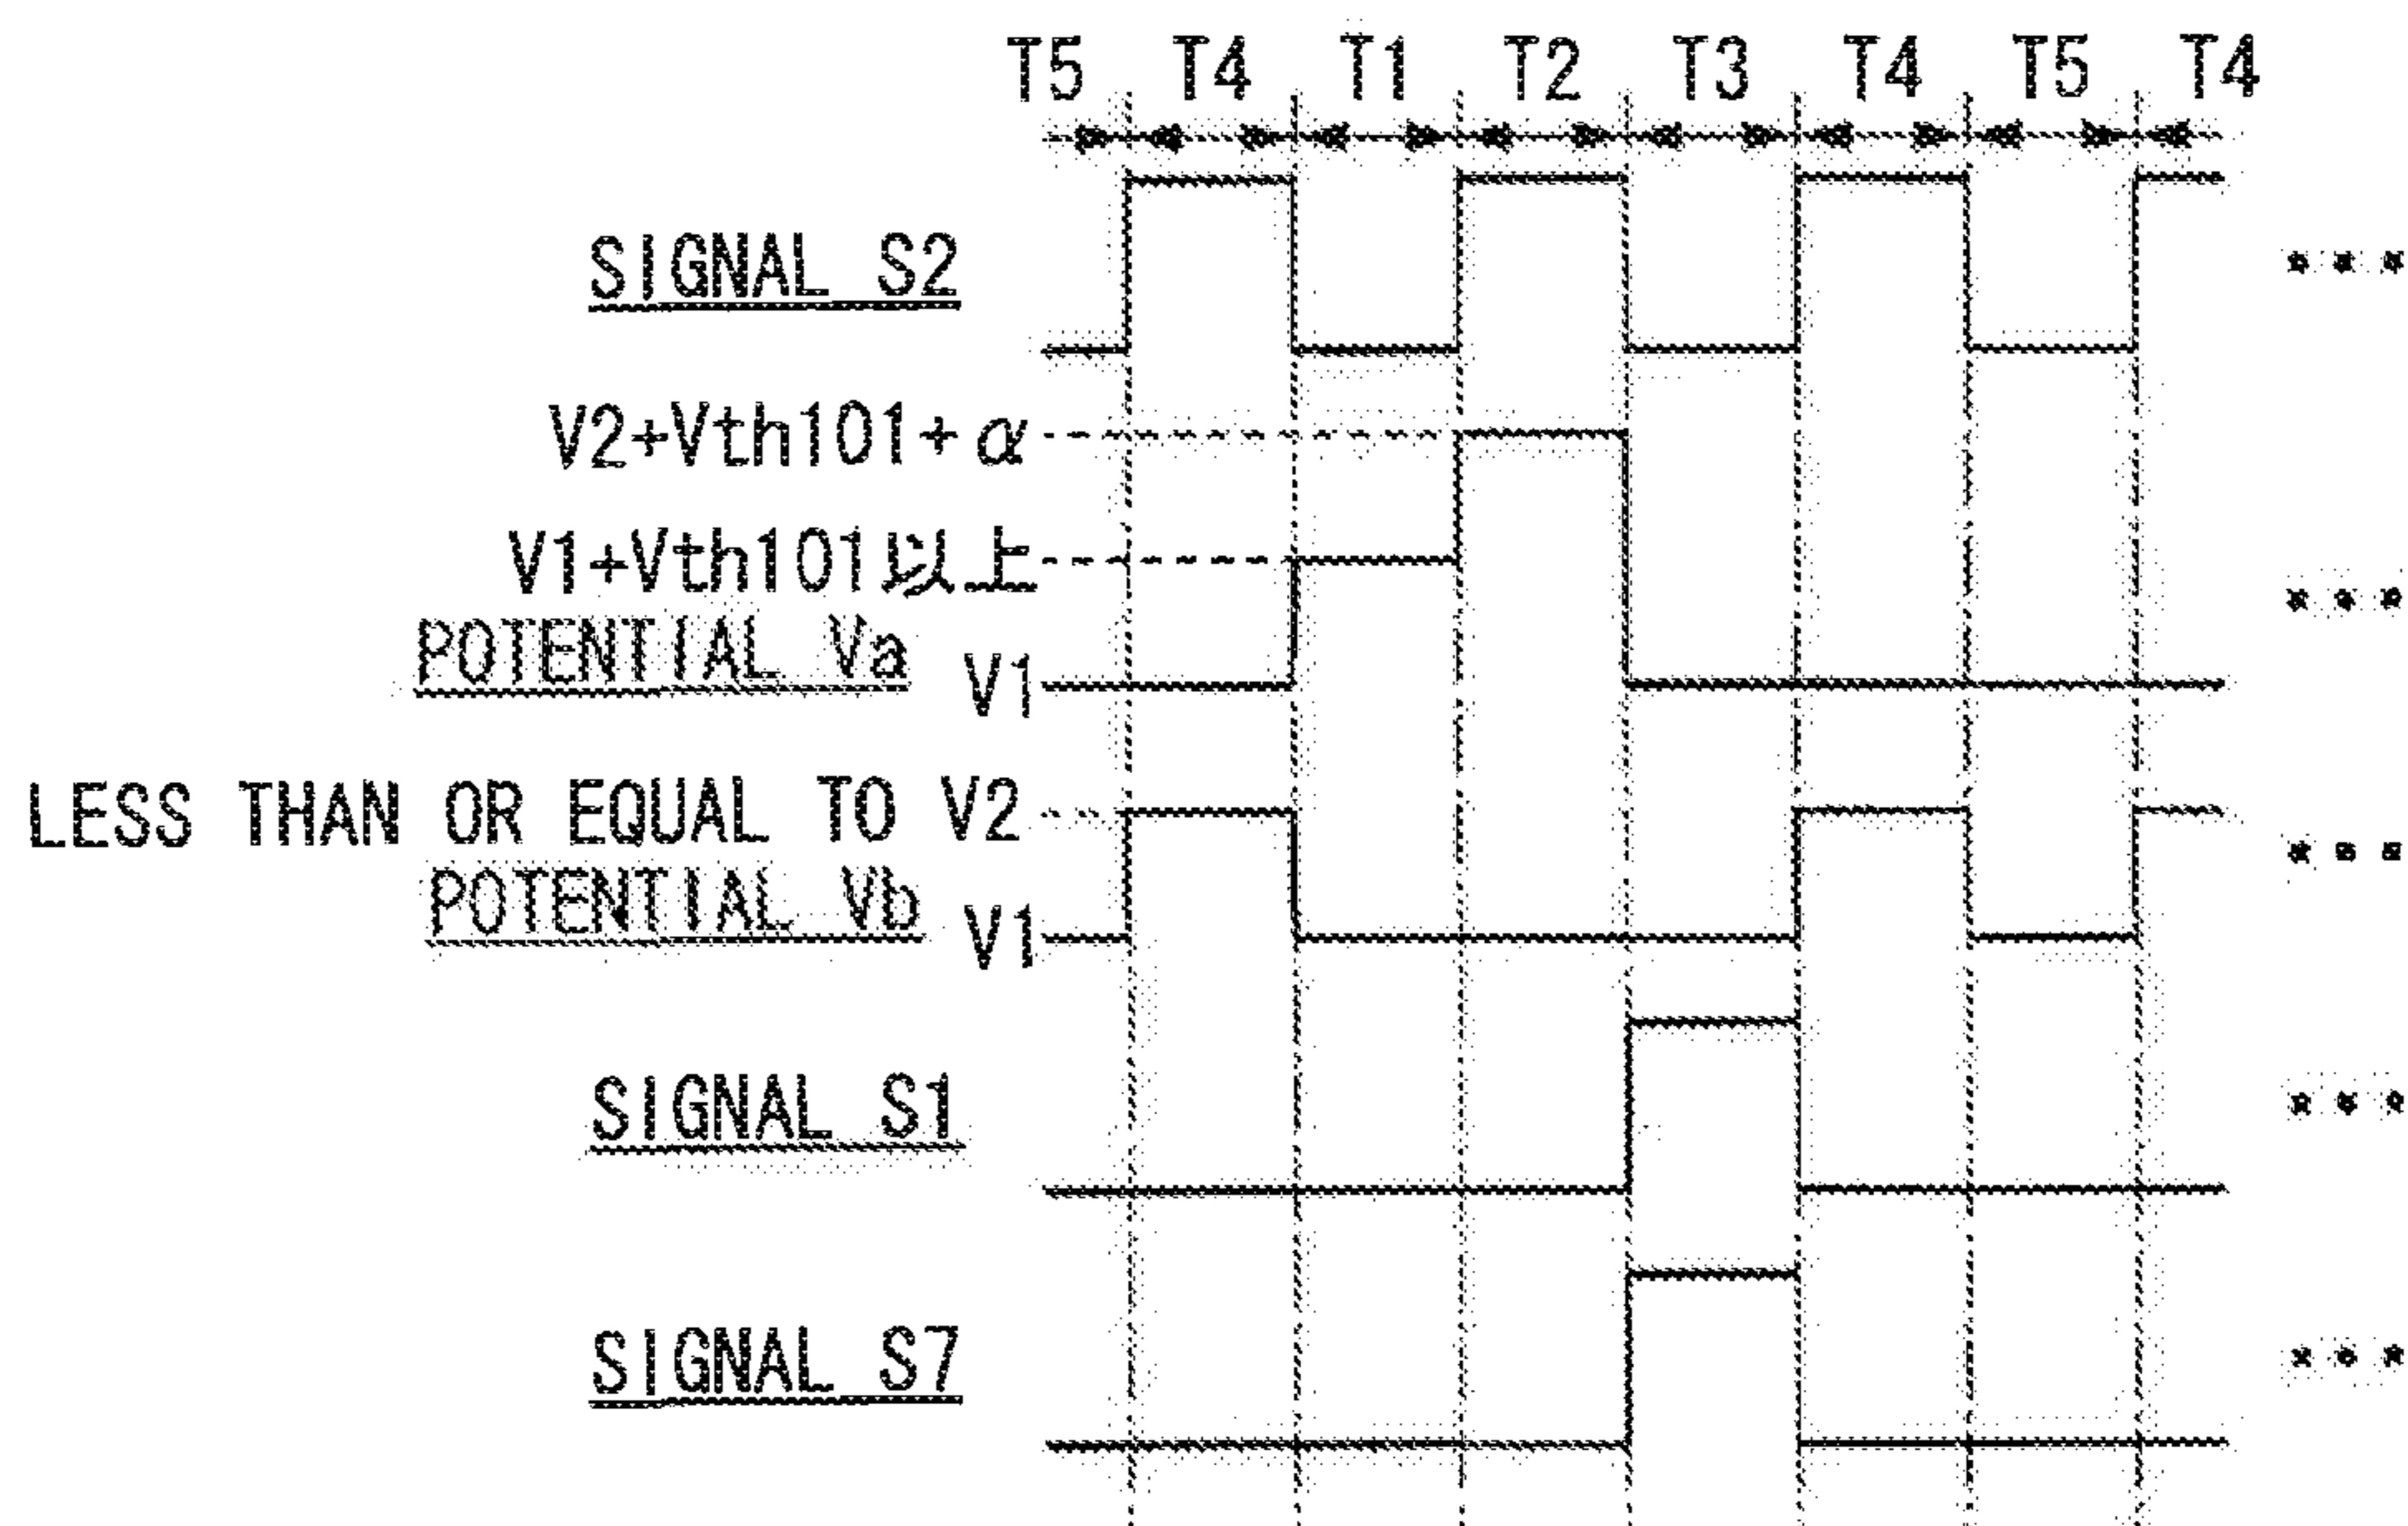 T5 T4 T1 T2 T3 T4 T5 T4
SIGNAL S2
V2+Vth101+α
V1+Vth101以上
POTENTIAL Va
V1
LESS THAN OR EQUAL TO V2
POTENTIAL Vb
V1
SIGNAL S1
SIGNAL S7